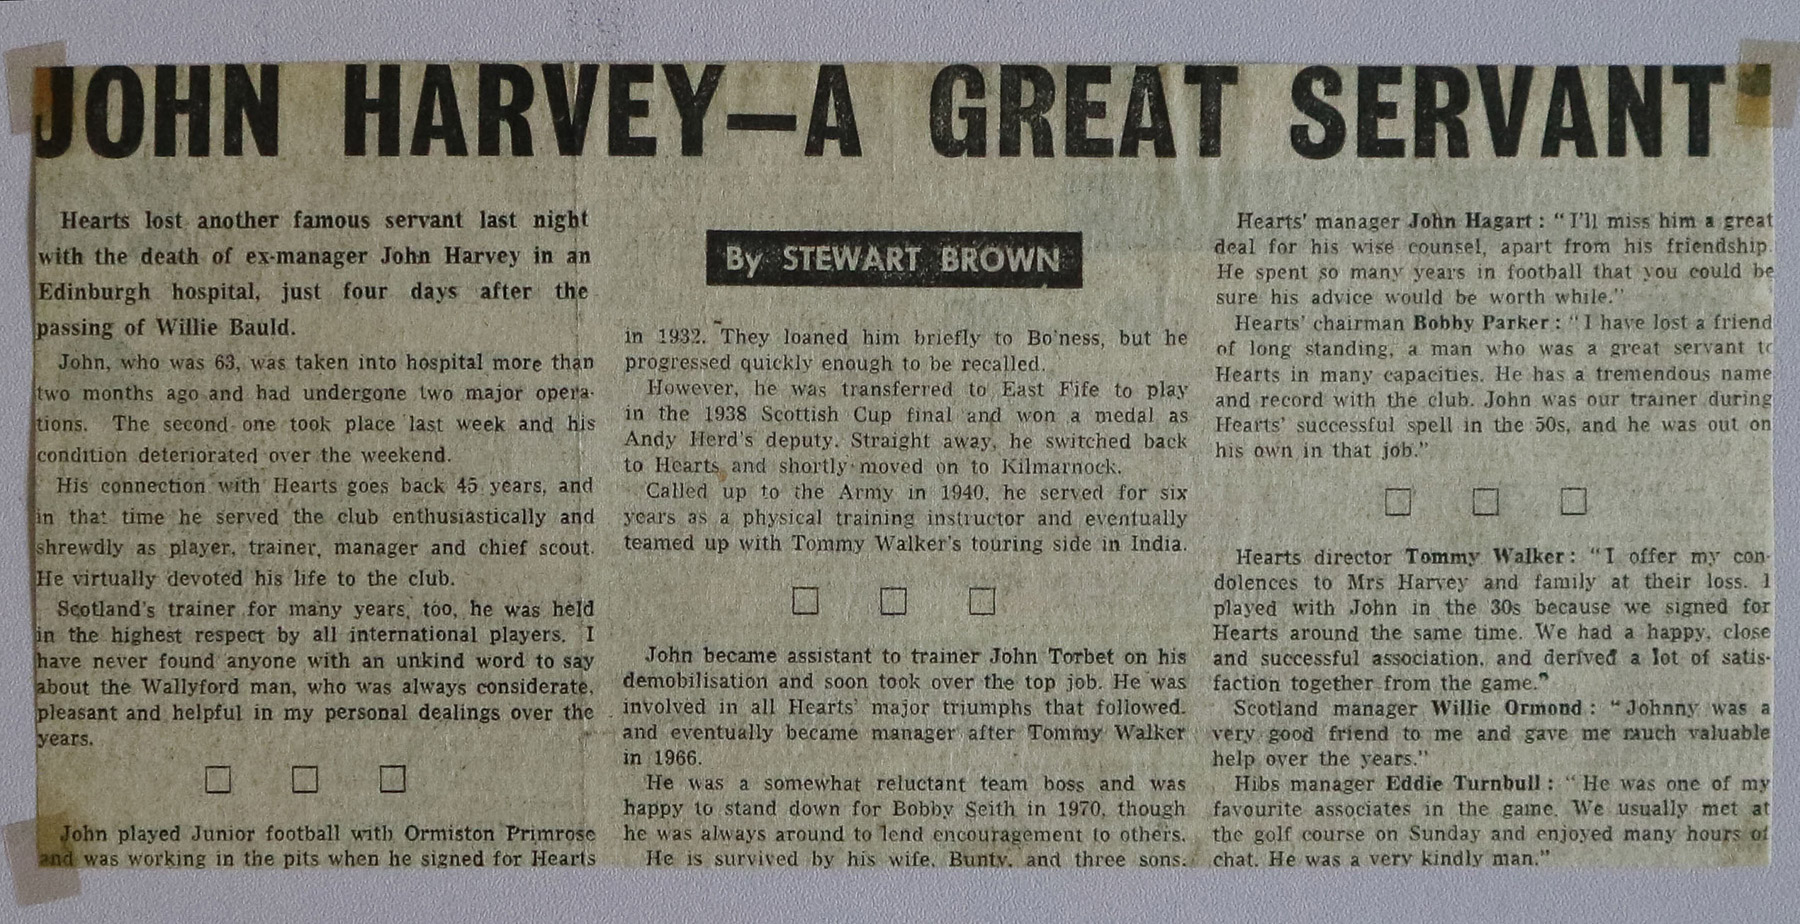 JOHN HARVEY—A GREAT SERVANT
Hearts lost another famous servant last night
with the death of ex-manager John Harvey in an
Edinburgh hospital, just four days after the
passing of Willie Bauld.
John, who was 63, was taken into hospital more than
two months ago and had undergone two major opera-
tions. The second one took place last week and his
condition deteriorated over the weekend.
His connection with Hearts goes back 45 years, and
in that time he served the club enthusiastically and
shrewdly as player, trainer, manager and chief scout.
He virtually devoted his life to the club.
Scotland's trainer for many years, too, he was held
in the highest respect by all international players. I
have never found anyone with an unkind word to say
about the Wallyford man, who was always considerate,
pleasant and helpful in my personal dealings over the
years.
John played Junior football with Ormiston Primrose
and was working in the pits when he signed for Hearts
By STEWART BROWN
in 1932. They loaned him briefly to Bo'ness, but he
progressed quickly enough to be recalled.
However, he was transferred to East Fife to play
in the 1938 Scottish Cup final and won a medal as
Andy Herd's deputy. Straight away, he switched back
to Hearts and shortly moved on to Kilmarnock.
Called up to the Army in 1940, he served for six
years as a physical training instructor and eventually
teamed up with Tommy Walker's touring side in India.
John became assistant to trainer John Torbet on his
demobilisation and soon took over the top job. He was
involved in all Hearts' major triumphs that followed.
and eventually became manager after Tommy Walker
in 1966.
He was a somewhat reluctant team boss and was
happy to stand down for Bobby Seith in 1970, though
he was always around to lend encouragement to others.
He is survived by his wife, Bunty, and three sons.
Hearts' manager John Hagart : "I'll miss him a great
deal for his wise counsel, apart from his friendship.
He spent so many years in football that you could be
sure his advice would be worth while."
Hearts' chairman Bobby Parker : "I have lost a friend
of long standing, a man who was a great servant to
Hearts in many capacities. He has a tremendous name
and record with the club. John was our trainer during
Hearts' successful spell in the 50s, and he was out on
his own in that job."
Hearts director Tommy Walker : "I offer my con-
dolences to Mrs Harvey and family at their loss. I
played with John in the 30s because we signed for
Hearts around the same time. We had a happy, close
and successful association, and derived a lot of satis-
faction together from the game."
Scotland manager Willie Ormond : "Johnny was a
very good friend to me and gave me much valuable
help over the years."
Hibs manager Eddie Turnbull : "He was one of my
favourite associates in the game. We usually met at
the golf course on Sunday and enjoyed many hours of
chat. He was a very kindly man."